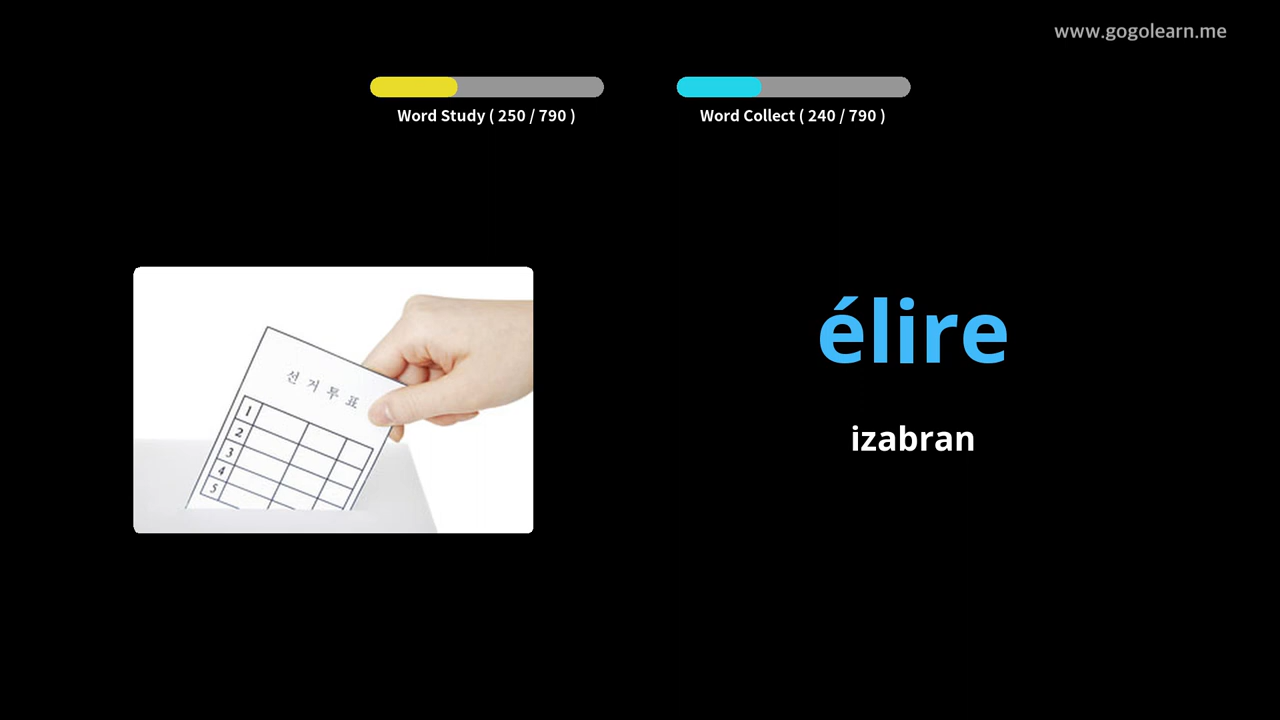 www.gogolearn.me
Word Study ( 250 / 790 )
Word Collect ( 240 / 790 )
선거투표
1
2
3
4
5
élire
izabran